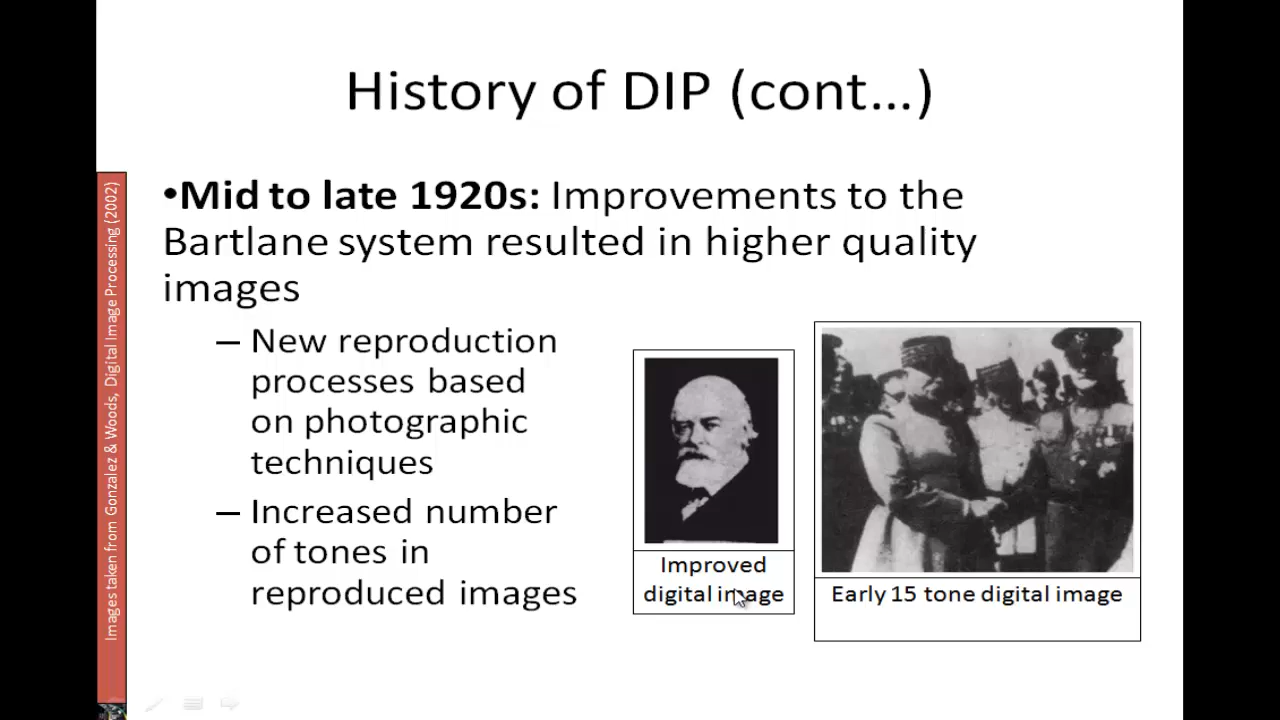 History of DIP (cont...)
•Mid to late 1920s: Improvements to the
Bartlane system resulted in higher quality
images
– New reproduction
processes based
on photographic
techniques
– Increased number
of tones in
reproduced images
Improved
digital image
Early 15 tone digital image
Images taken from Gonzalez & Woods, Digital Image Processing (2002)